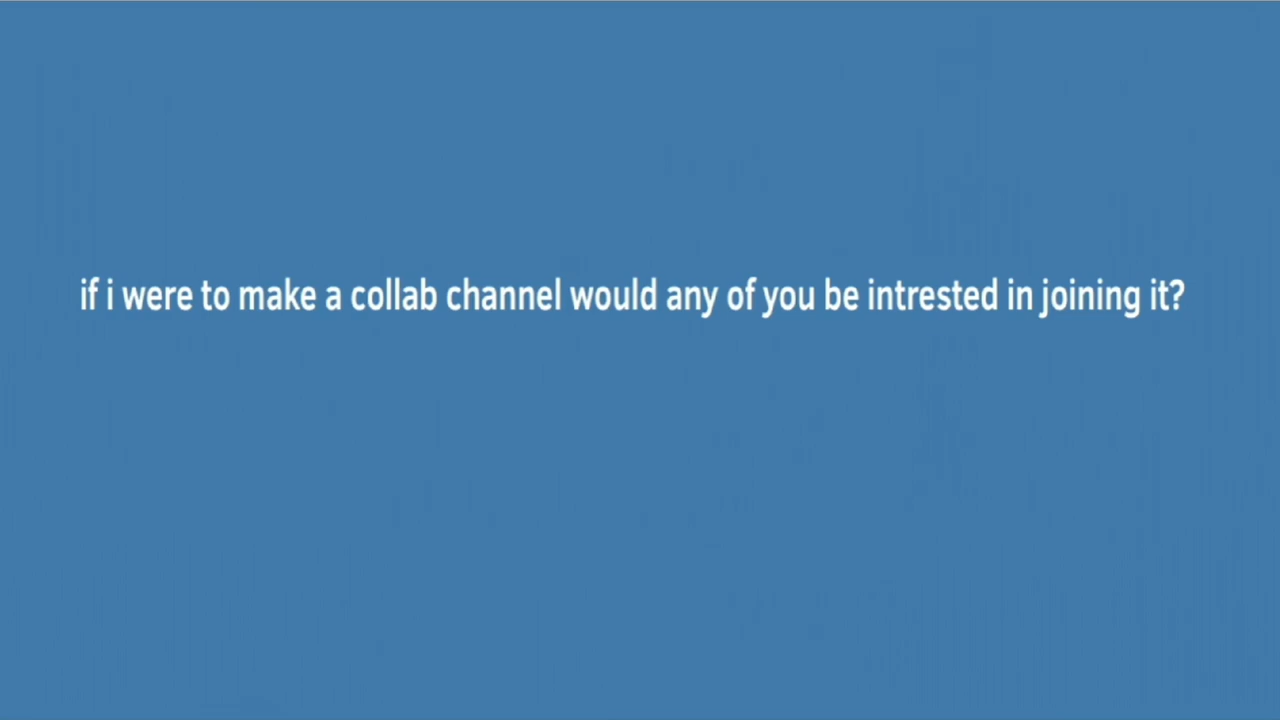 if i were to make a collab channel would any of you be intrested in joining it?